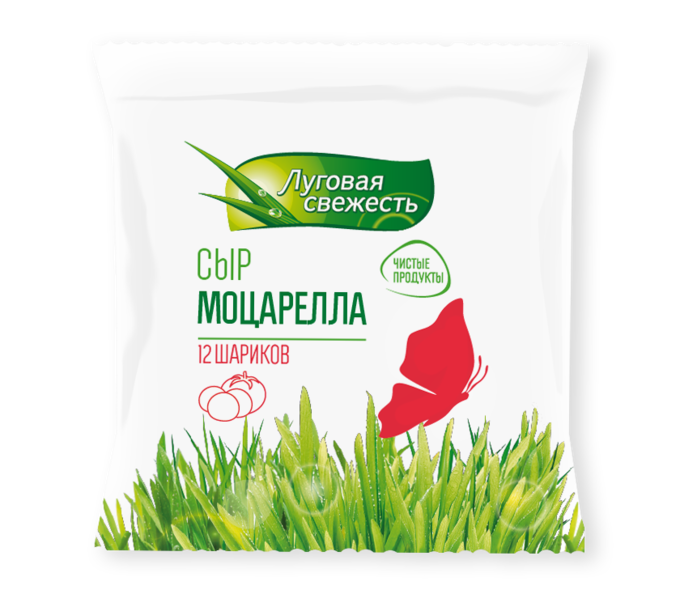 Луговая
свежесть
СЫР
МОЦАРЕЛЛА
12 ШАРИКОВ
ЧИСТЫЕ
ПРОДУКТЫ